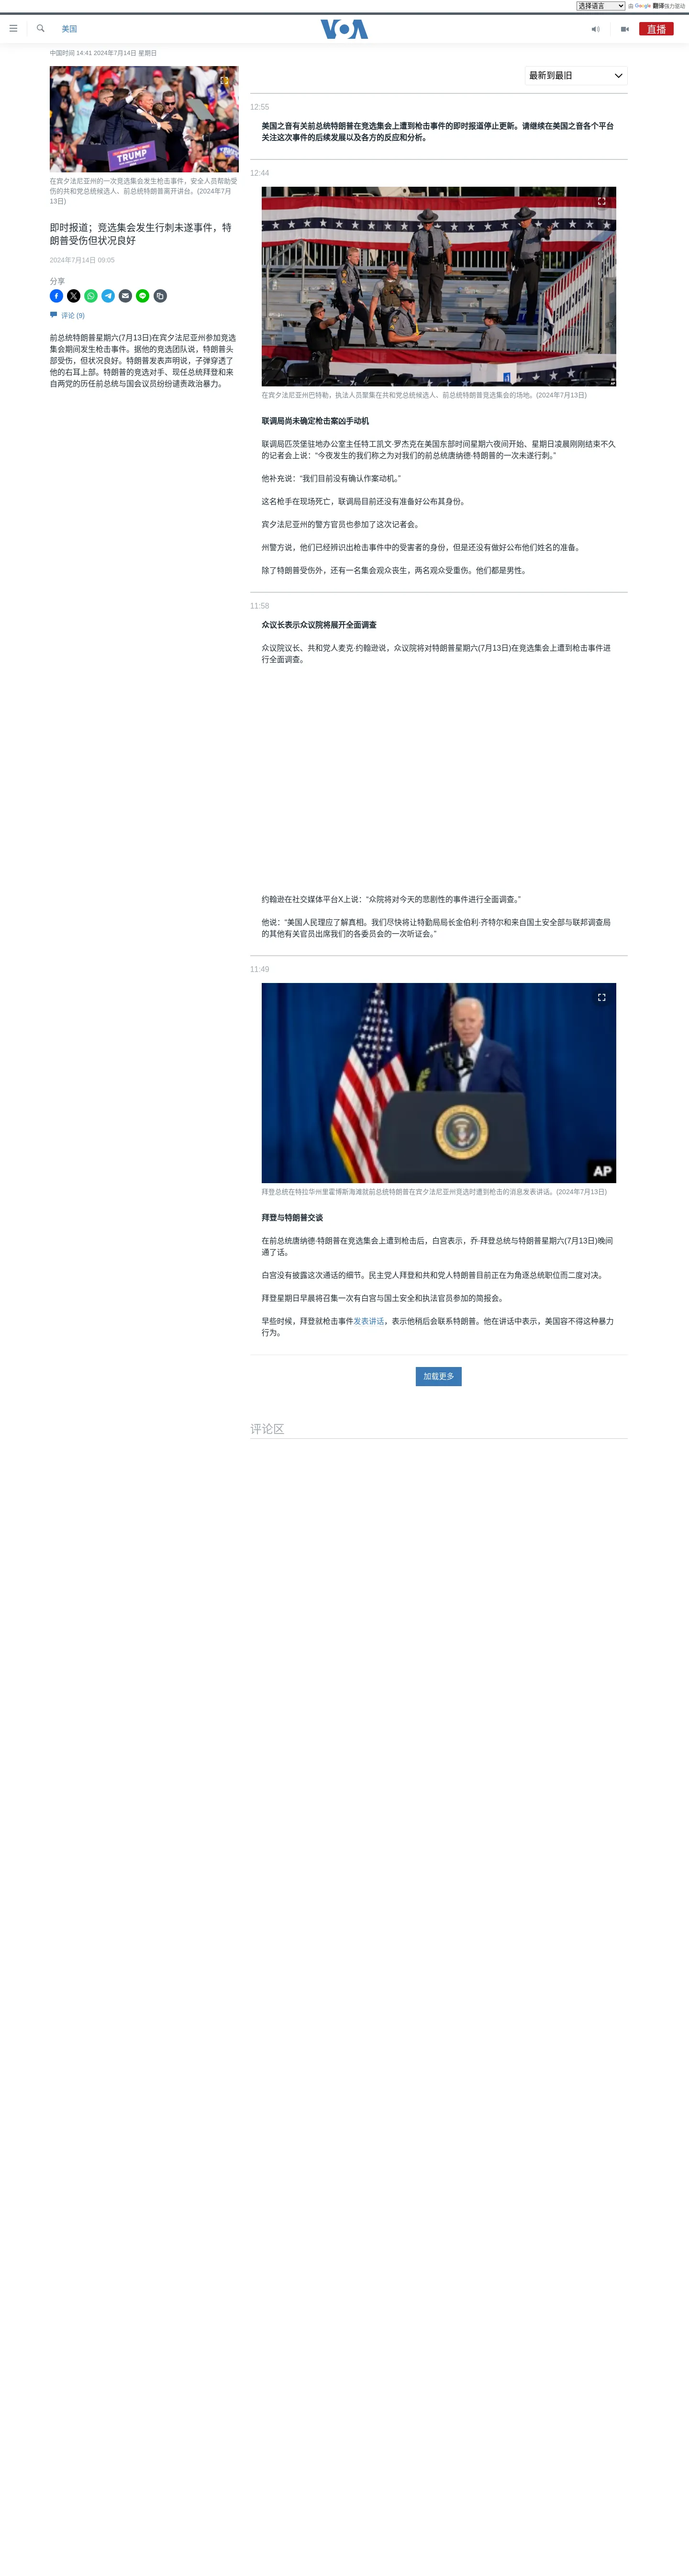 选择语言
由 Google 翻译强力驱动
美国
VOA
直播
中国时间 14:41 2024年7月14日 星期日
TRUMP
在宾夕法尼亚州的一次竞选集会发生枪击事件，安全人员帮助受
伤的共和党总统候选人、前总统特朗普离开讲台。(2024年7月
13日)
即时报道；竞选集会发生行刺未遂事件，特
朗普受伤但状况良好
2024年7月14日 09:05
分享
评论 (9)
前总统特朗普星期六(7月13日)在宾夕法尼亚州参加竞选
集会期间发生枪击事件。据他的竞选团队说，特朗普头
部受伤，但状况良好。特朗普发表声明说，子弹穿透了
他的右耳上部。特朗普的竞选对手、现任总统拜登和来
自两党的历任前总统与国会议员纷纷谴责政治暴力。
最新到最旧
12:55
美国之音有关前总统特朗普在竞选集会上遭到枪击事件的即时报道停止更新。请继续在美国之音各个平台
关注这次事件的后续发展以及各方的反应和分析。
12:44
在宾夕法尼亚州巴特勒，执法人员聚集在共和党总统候选人、前总统特朗普竞选集会的场地。(2024年7月13日)
联调局尚未确定枪击案凶手动机
联调局匹茨堡驻地办公室主任特工凯文·罗杰克在美国东部时间星期六夜间开始、星期日凌晨刚刚结束不久
的记者会上说：“今夜发生的我们称之为对我们的前总统唐纳德·特朗普的一次未遂行刺。”
他补充说：“我们目前没有确认作案动机。”
这名枪手在现场死亡，联调局目前还没有准备好公布其身份。
宾夕法尼亚州的警方官员也参加了这次记者会。
州警方说，他们已经辨识出枪击事件中的受害者的身份，但是还没有做好公布他们姓名的准备。
除了特朗普受伤外，还有一名集会观众丧生，两名观众受重伤。他们都是男性。
11:58
众议长表示众议院将展开全面调查
众议院议长、共和党人麦克·约翰逊说，众议院将对特朗普星期六(7月13日)在竞选集会上遭到枪击事件进
行全面调查。
约翰逊在社交媒体平台X上说：“众院将对今天的悲剧性的事件进行全面调查。”
他说：“美国人民理应了解真相。我们尽快将让特勤局局长金伯利·齐特尔和来自国土安全部与联邦调查局
的其他有关官员出席我们的各委员会的一次听证会。”
11:49
AP
拜登总统在特拉华州里霍博斯海滩就前总统特朗普在宾夕法尼亚州竞选时遭到枪击的消息发表讲话。(2024年7月13日)
拜登与特朗普交谈
在前总统唐纳德·特朗普在竞选集会上遭到枪击后，白宫表示，乔·拜登总统与特朗普星期六(7月13日)晚间
通了话。
白宫没有披露这次通话的细节。民主党人拜登和共和党人特朗普目前正在为角逐总统职位而二度对决。
拜登星期日早晨将召集一次有白宫与国土安全和执法官员参加的简报会。
早些时候，拜登就枪击事件发表讲话，表示他稍后会联系特朗普。他在讲话中表示，美国容不得这种暴力
行为。
加载更多
评论区